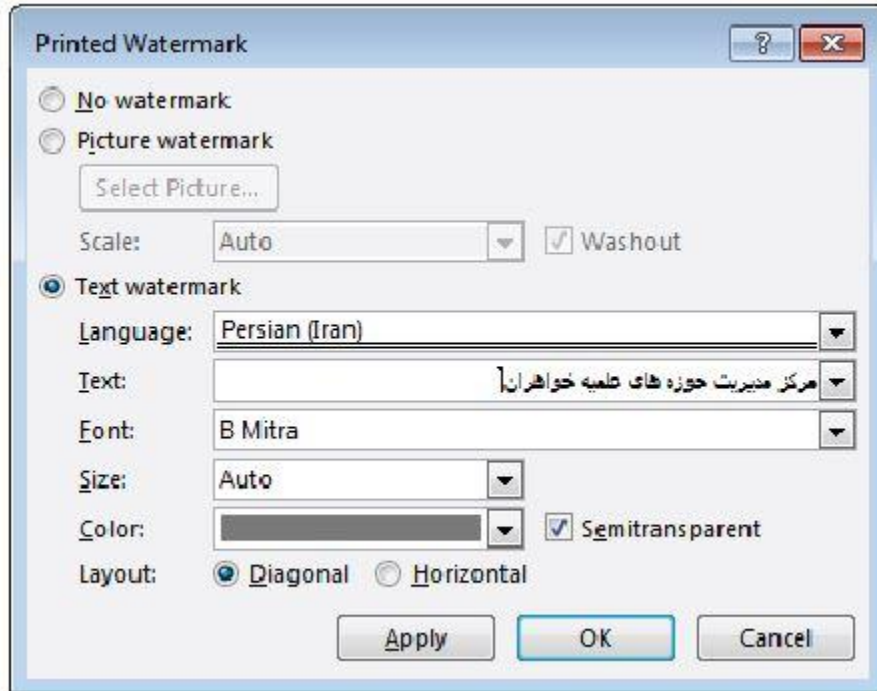 Printed Watermark
No watermark
Picture watermark
Select Picture...
Scale: Auto Washout
Text watermark
Language: Persian (Iran)
Text: مرکز مدیریت حوزه های علمیه خواهران
Font: B Mitra
Size: Auto
Color: Semitransparent
Layout: Diagonal Horizontal
Apply OK Cancel